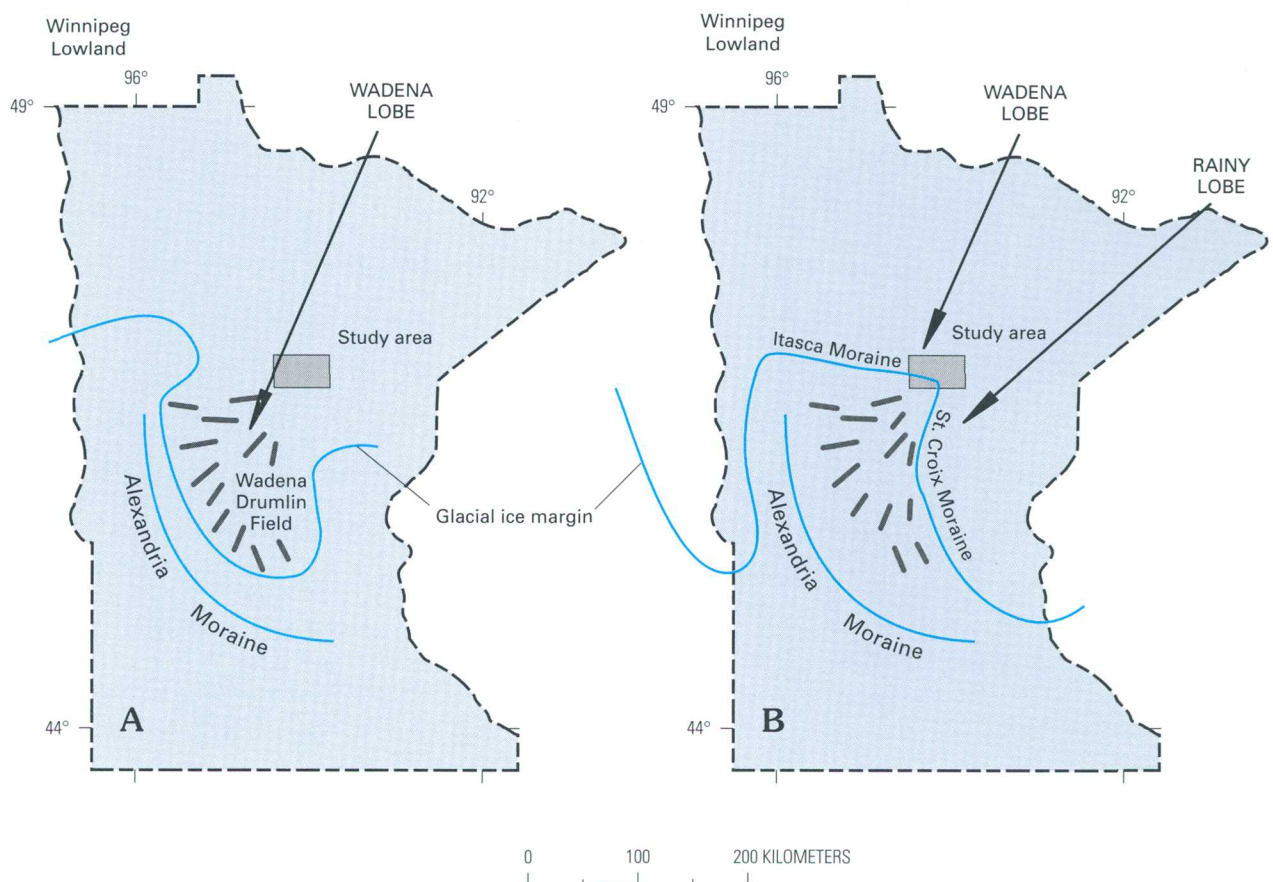 Winnipeg
Lowland
96°
49°
WADENA
LOBE
92°
Study area
Wadena
Drumlin
Field
Alexandria
Moraine
44°
A
Glacial ice margin
Winnipeg
Lowland
96°
49°
WADENA
LOBE
RAINY
LOBE
92°
Study area
Itasca Moraine
St. Croix Moraine
Alexandria
Moraine
44°
B
0 100 200 KILOMETERS